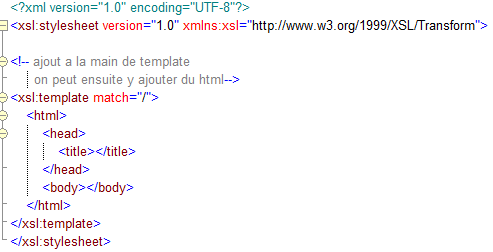 <?xml version="1.0" encoding="UTF-8"?>
<xsl:stylesheet version="1.0" xmlns:xsl="http://www.w3.org/1999/XSL/Transform">
<!-- ajout a la main de template
on peut ensuite y ajouter du html-->
<xsl:template match="/">
<html>
<head>
<title></title>
</head>
<body></body>
</html>
</xsl:template>
</xsl:stylesheet>